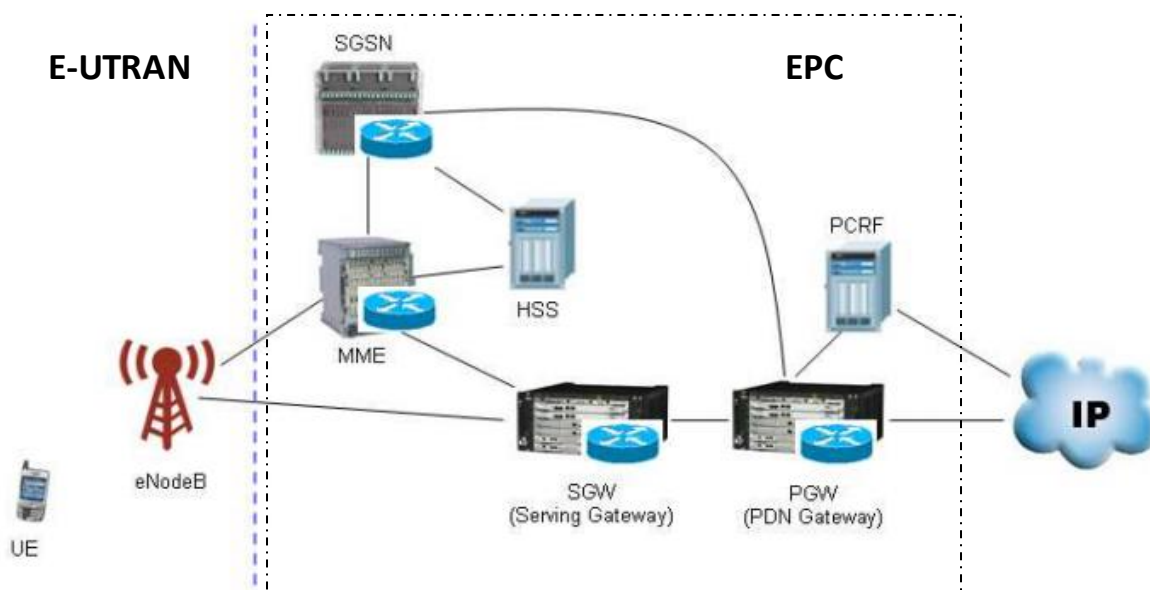 SGSN
E-UTRAN
EPC
PCRF
HSS
MME
eNodeB
IP
SGW
(Serving Gateway)
PGW
(PDN Gateway)
UE